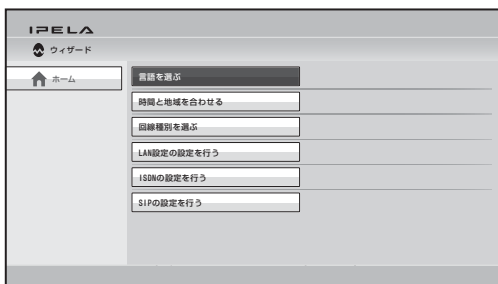 IPELA
ウィザード
ホーム
言語を選ぶ
時間と地域を合わせる
回線種別を選ぶ
LAN設定の設定を行う
ISDNの設定を行う
SIPの設定を行う